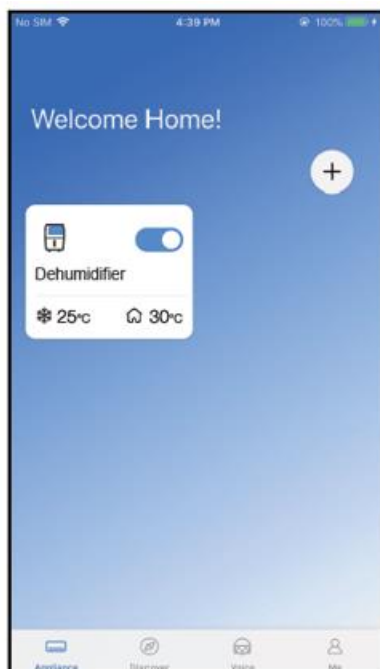 No SIM 4:39 PM 100%
Welcome Home!
+
Dehumidifier
25°C 30°C
Appliance Discover Voice Me